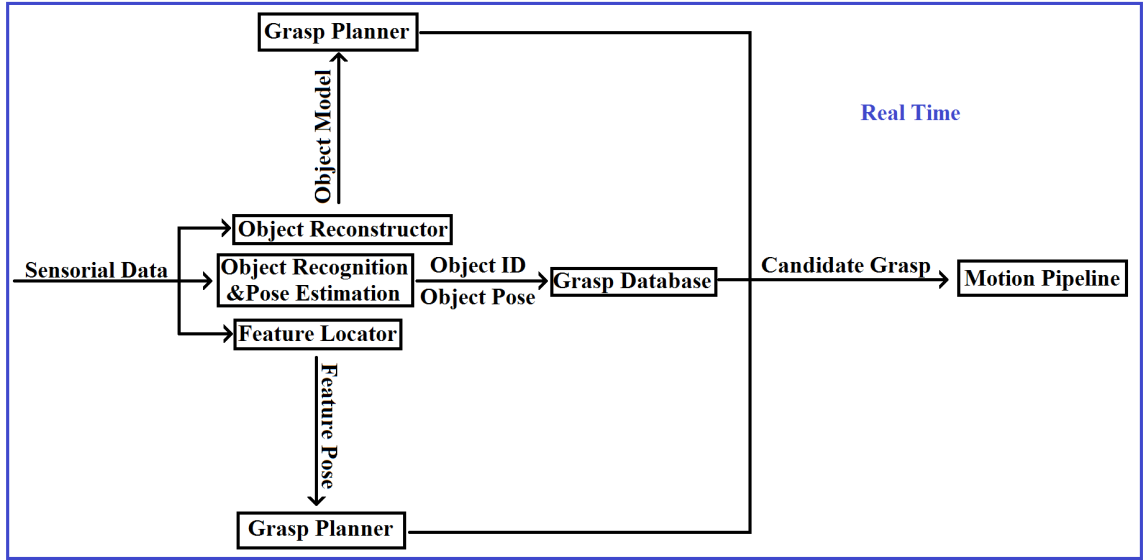 Grasp Planner
Real Time
Object Model
Object Reconstructor
Sensorial Data
Object Recognition
&Pose Estimation
Object ID
Object Pose
Grasp Database
Candidate Grasp
Motion Pipeline
Feature Locator
Feature Pose
Grasp Planner